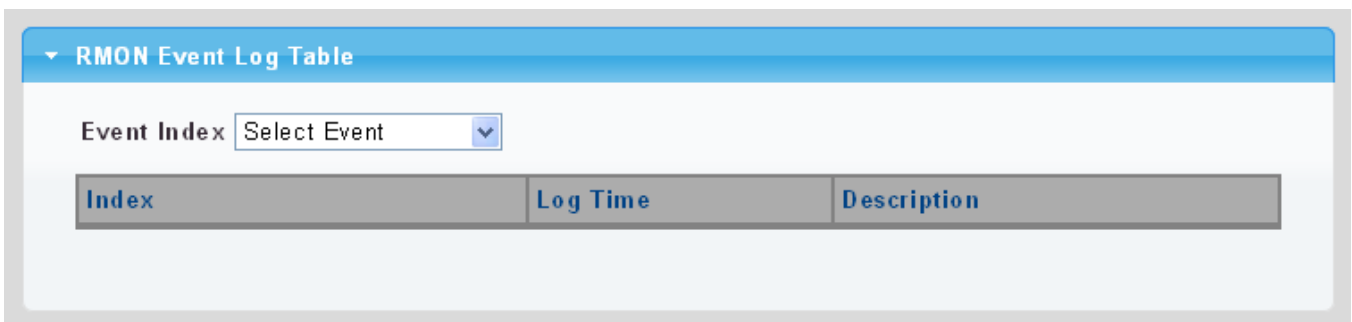 RMON Event Log Table
Event Index Select Event
Index Log Time Description